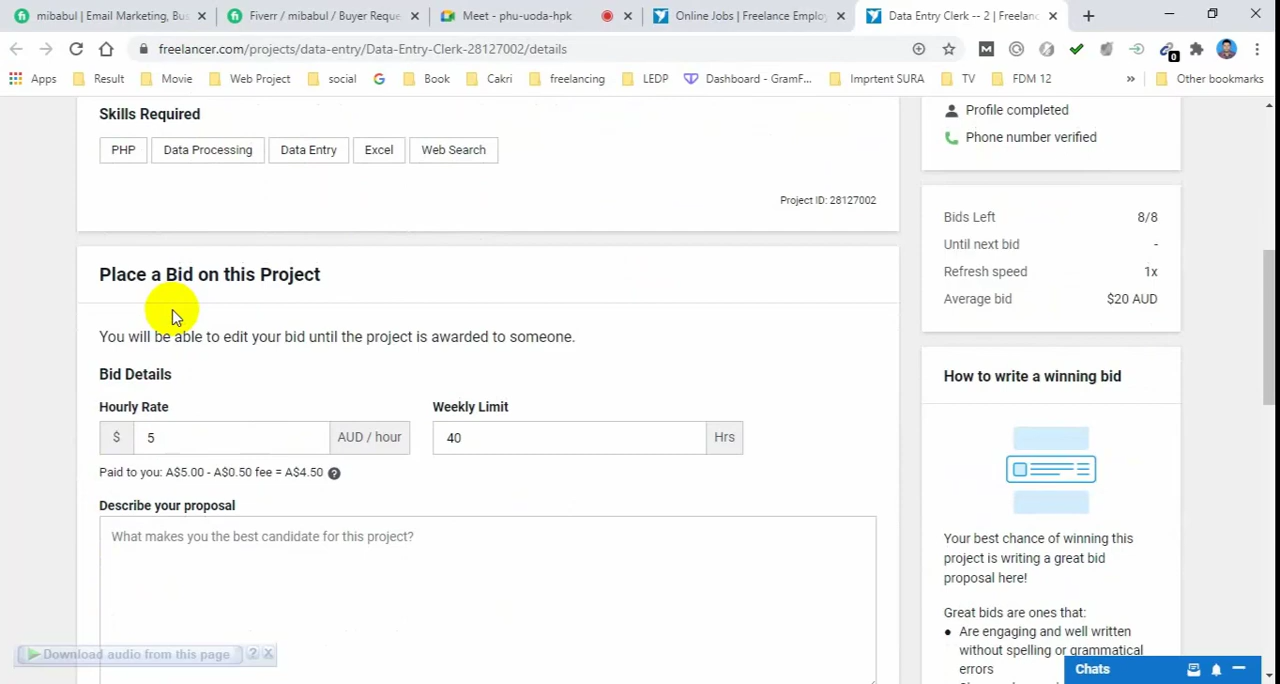 mibabul | Email Marketing, Bus
Fiverr / mibabul / Buyer Reque
Meet - phu-uoda-hpk
Online Jobs | Freelance Employ
Data Entry Clerk -- 2 | Freelanc
freelancer.com/projects/data-entry/Data-Entry-Clerk-28127002/details
0
Apps
Result
Movie
Web Project
social
Book
Cakri
freelancing
LEDP
Dashboard - GramF...
Imprtent SURA
TV
FDM 12
»
Other bookmarks
Skills Required
PHP
Data Processing
Data Entry
Excel
Web Search
Project ID: 28127002
Profile completed
Phone number verified
Place a Bid on this Project
You will be able to edit your bid until the project is awarded to someone.
Bid Details
Hourly Rate
Weekly Limit
$ 5 AUD / hour
40 Hrs
Paid to you: A$5.00 - A$0.50 fee = A$4.50
Describe your proposal
What makes you the best candidate for this project?
Bids Left 8/8
Until next bid -
Refresh speed 1x
Average bid $20 AUD
How to write a winning bid
Your best chance of winning this
project is writing a great bid
proposal here!
Great bids are ones that:
● Are engaging and well written
without spelling or grammatical
errors
Download audio from this page ? X
Chats